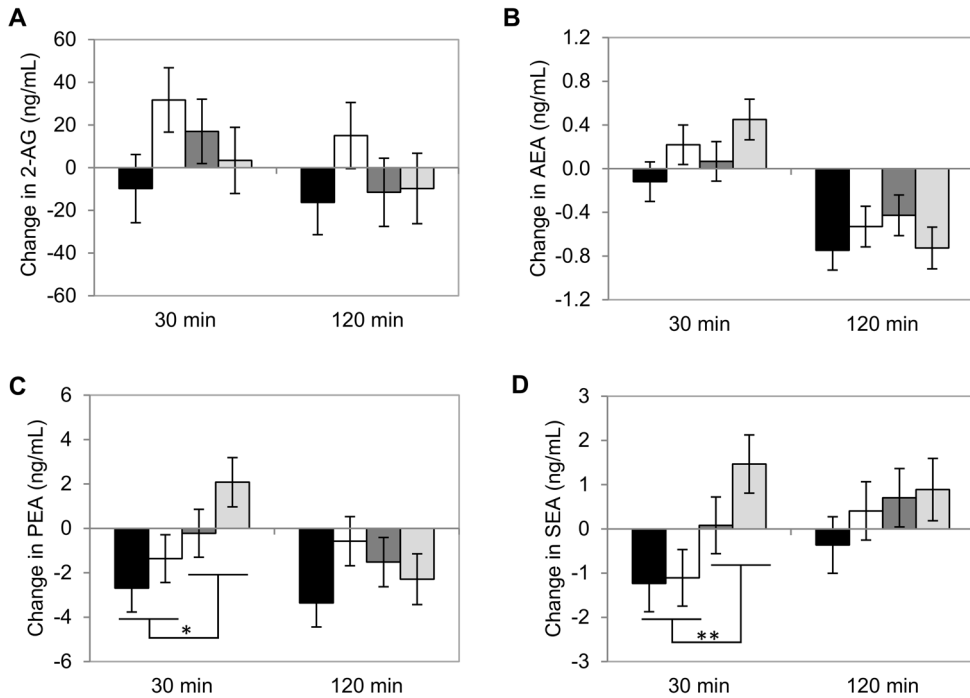 A
Change in 2-AG (ng/mL)
60
40
20
0
-20
-40
-60
30 min
120 min
B
Change in AEA (ng/mL)
1.2
0.8
0.4
0.0
-0.4
-0.8
-1.2
30 min
120 min
C
Change in PEA (ng/mL)
6
4
2
0
-2
-4
-6
*
30 min
120 min
D
Change in SEA (ng/mL)
3
2
1
0
-1
-2
-3
**
30 min
120 min